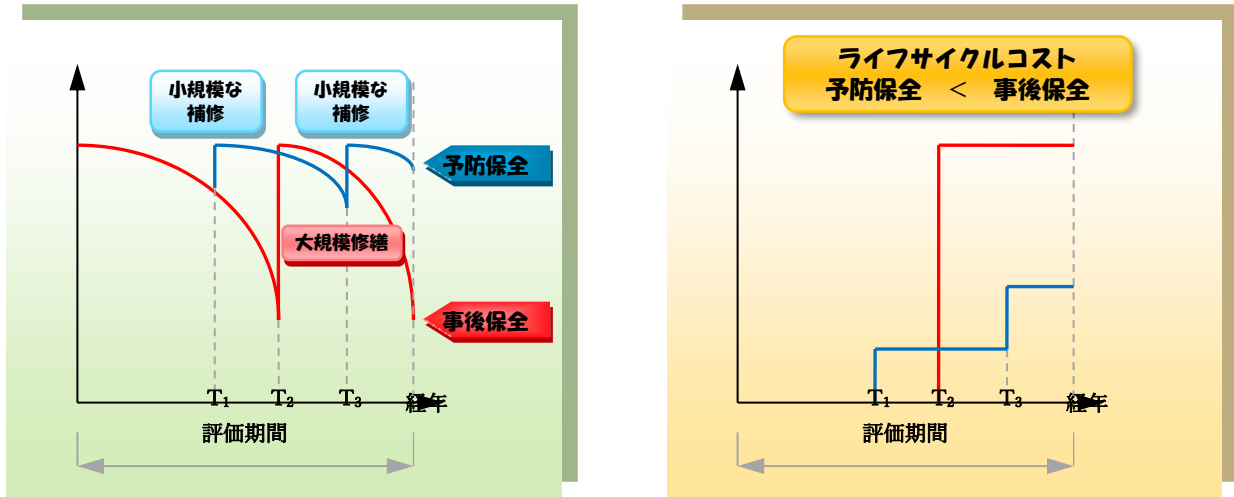 小規模な
補修
小規模な
補修
予防保全
大規模修繕
事後保全
T₁
T₂
T₃
経年
評価期間
ライフサイクルコスト
予防保全 < 事後保全
T₁
T₂
T₃
経年
評価期間